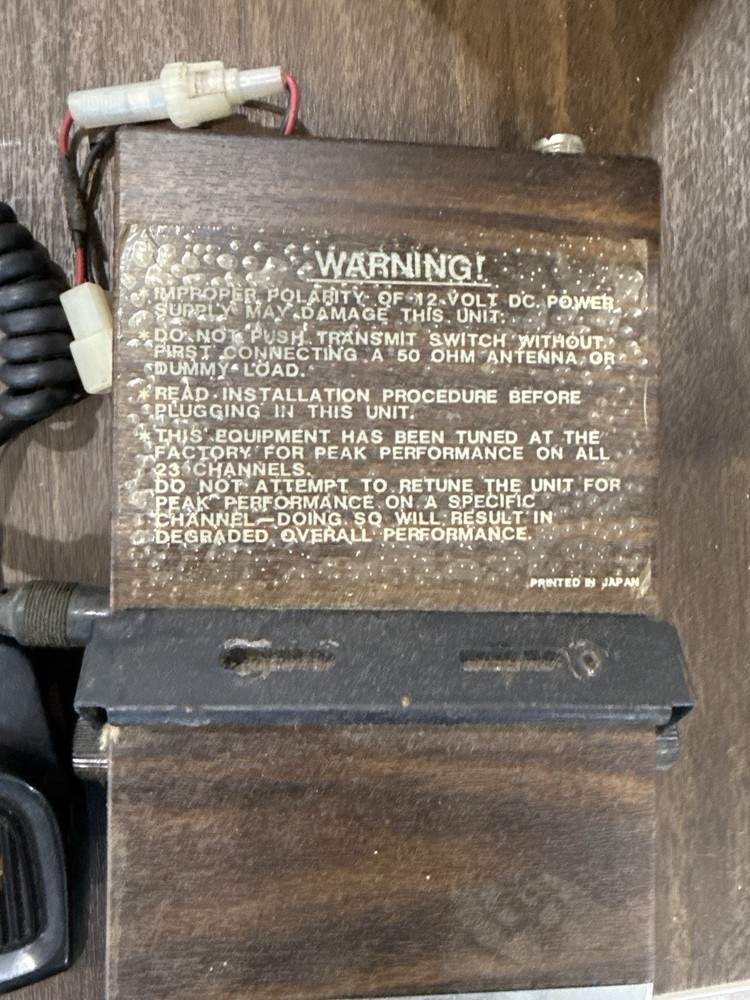 WARNING!
* IMPROPER POLARITY OF 12 VOLT DC POWER
SUPPLY MAY DAMAGE THIS UNIT.
* DO NOT PUSH TRANSMIT SWITCH WITHOUT
FIRST CONNECTING A 50 OHM ANTENNA OR
DUMMY LOAD.
* READ INSTALLATION PROCEDURE BEFORE
PLUGGING IN THIS UNIT.
* THIS EQUIPMENT HAS BEEN TUNED AT THE
FACTORY FOR PEAK PERFORMANCE ON ALL
23 CHANNELS.
DO NOT ATTEMPT TO RETUNE THE UNIT FOR
PEAK PERFORMANCE ON A SPECIFIC
CHANNEL—DOING SO WILL RESULT IN
DEGRADED OVERALL PERFORMANCE.
PRINTED IN JAPAN